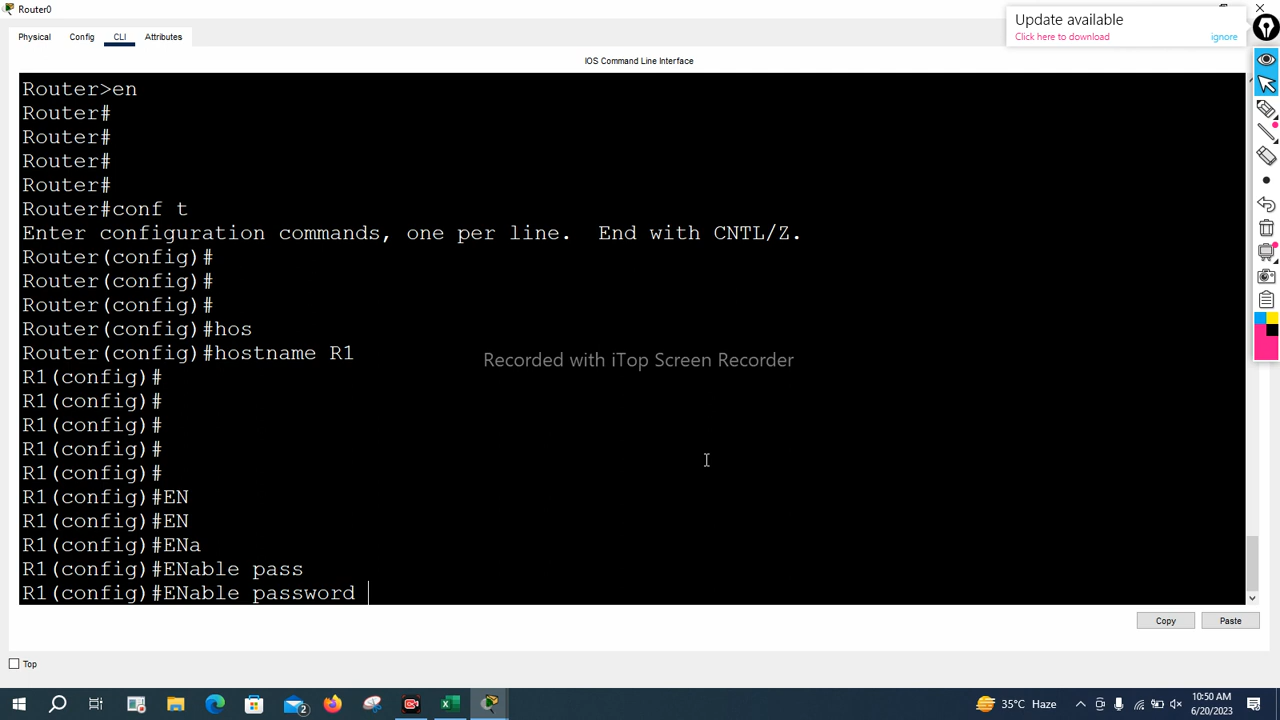 Router0
Update available
Click here to download
ignore
Physical
Config
CLI
Attributes
IOS Command Line Interface
Router>en
Router#
Router#
Router#
Router#
Router#conf t
Enter configuration commands, one per line.  End with CNTL/Z.
Router(config)#
Router(config)#
Router(config)#
Router(config)#hos
Router(config)#hostname R1
Recorded with iTop Screen Recorder
R1(config)#
R1(config)#
R1(config)#
R1(config)#
R1(config)#
R1(config)#EN
R1(config)#EN
R1(config)#ENa
R1(config)#ENable pass
R1(config)#ENable password
Copy
Paste
Top
2
35°C Haze
10:50 AM
6/20/2023